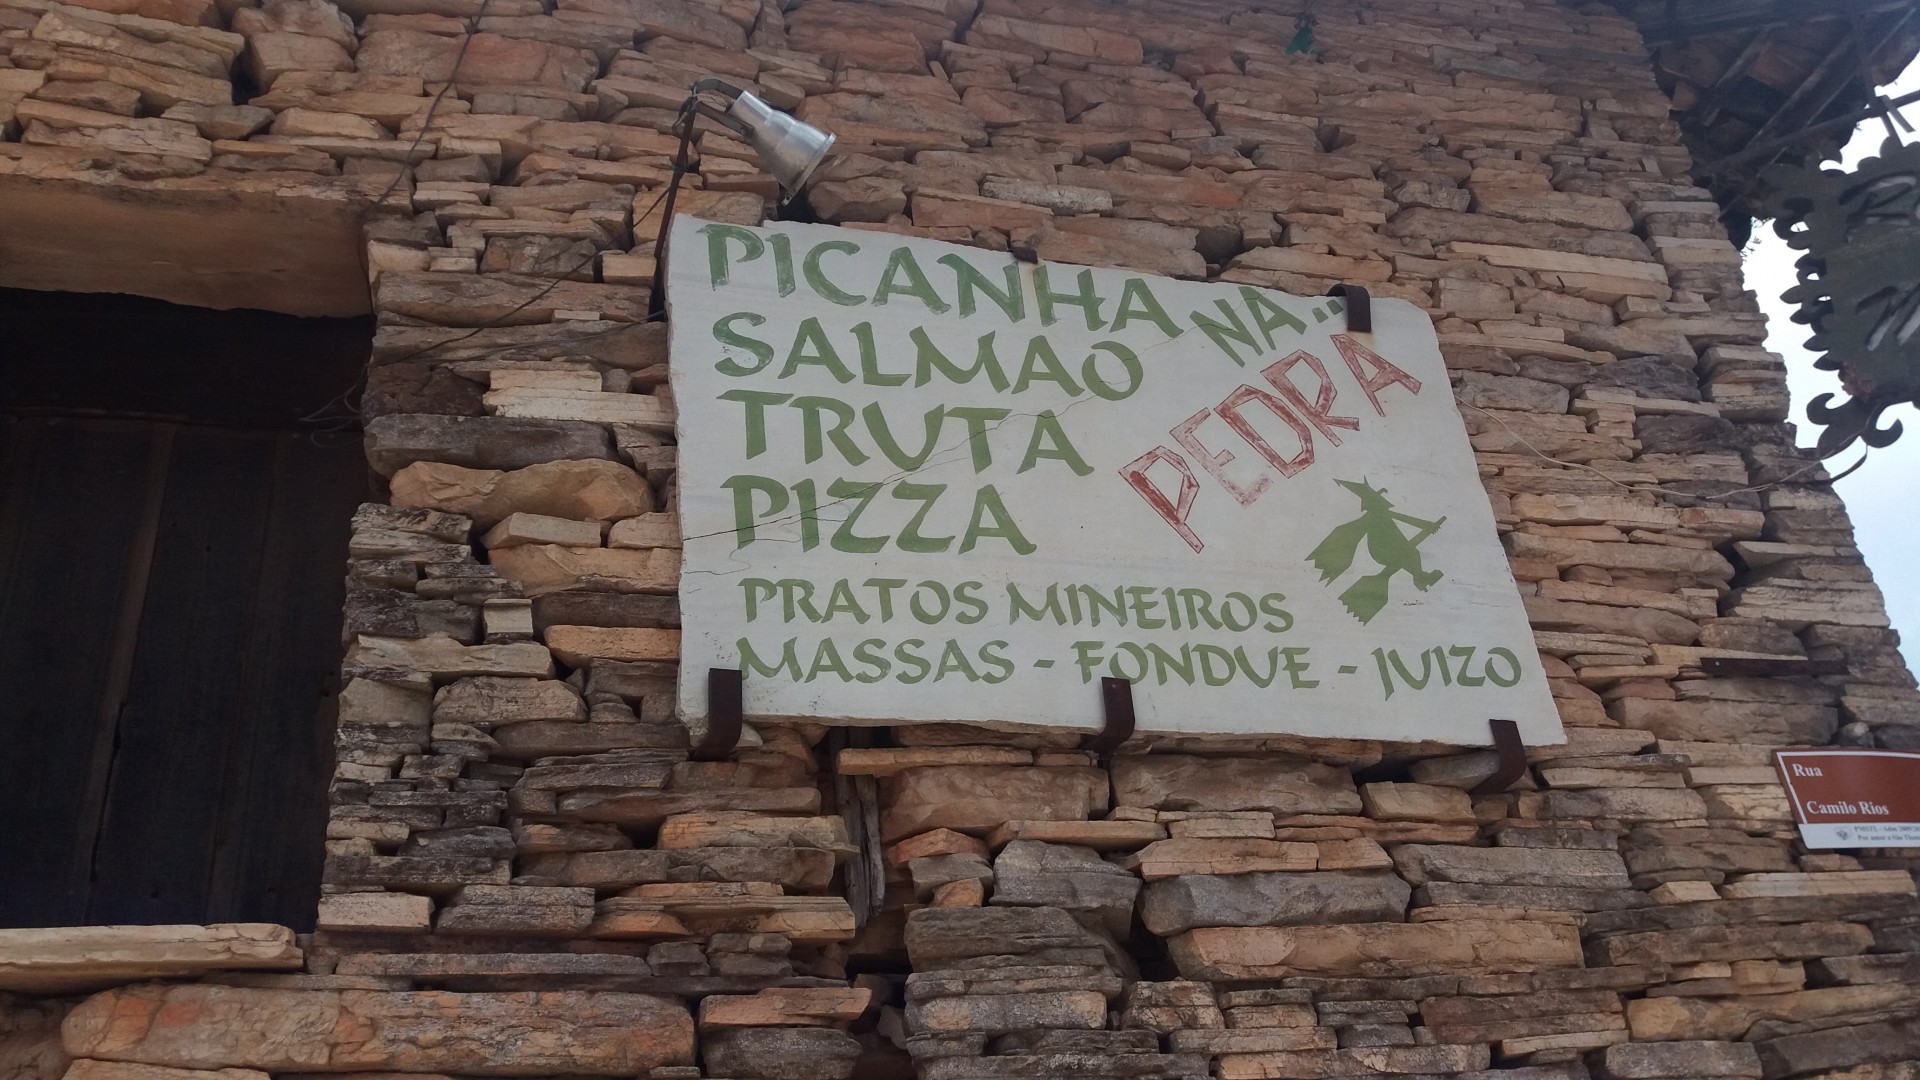 PICANHA NA..
SALMAO
PEDRA
TRUTA
PIZZA
PRATOS MINEIROS
MASSAS - FONDUE - JUIZO
Rua
Camilo Rios